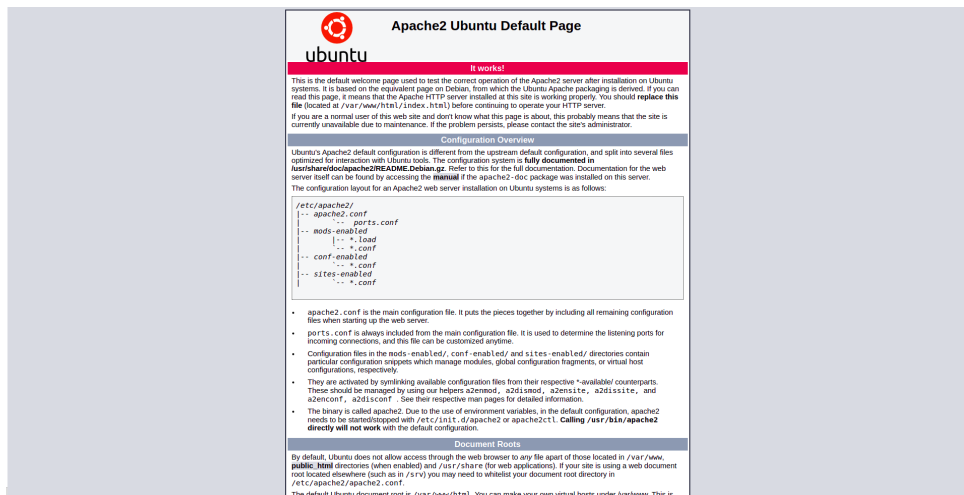 Apache2 Ubuntu Default Page
ubuntu
It works!
This is the default welcome page used to test the correct operation of the Apache2 server after installation on Ubuntu
systems. It is based on the equivalent page on Debian, from which the Ubuntu Apache packaging is derived. If you can
read this page, it means that the Apache HTTP server installed at this site is working properly. You should replace this
file (located at /var/www/html/index.html) before continuing to operate your HTTP server.
If you are a normal user of this web site and don't know what this page is about, this probably means that the site is
currently unavailable due to maintenance. If the problem persists, please contact the site's administrator.
Configuration Overview
Ubuntu's Apache2 default configuration is different from the upstream default configuration, and split into several files
optimized for interaction with Ubuntu tools. The configuration system is fully documented in
/usr/share/doc/apache2/README.Debian.gz. Refer to this for the full documentation. Documentation for the web
server itself can be found by accessing the manual if the apache2-doc package was installed on this server.
The configuration layout for an Apache2 web server installation on Ubuntu systems is as follows:
/etc/apache2/
|-- apache2.conf
|       `--  ports.conf
|-- mods-enabled
|       |-- *.load
|       `-- *.conf
|-- conf-enabled
|       `-- *.conf
|-- sites-enabled
|       `-- *.conf
• apache2.conf is the main configuration file. It puts the pieces together by including all remaining configuration
files when starting up the web server.
• ports.conf is always included from the main configuration file. It is used to determine the listening ports for
incoming connections, and this file can be customized anytime.
• Configuration files in the mods-enabled/, conf-enabled/ and sites-enabled/ directories contain
particular configuration snippets which manage modules, global configuration fragments, or virtual host
configurations, respectively.
• They are activated by symlinking available configuration files from their respective *-available/ counterparts.
These should be managed by using our helpers a2enmod, a2dismod, a2ensite, a2dissite, and
a2enconf, a2disconf . See their respective man pages for detailed information.
• The binary is called apache2. Due to the use of environment variables, in the default configuration, apache2
needs to be started/stopped with /etc/init.d/apache2 or apache2ctl. Calling /usr/bin/apache2
directly will not work with the default configuration.
Document Roots
By default, Ubuntu does not allow access through the web browser to any file apart of those located in /var/www,
public_html directories (when enabled) and /usr/share (for web applications). If your site is using a web document
root located elsewhere (such as in /srv) you may need to whitelist your document root directory in
/etc/apache2/apache2.conf.
The default Ubuntu document root is /var/www/html. You can make your own virtual hosts under /var/www. This is